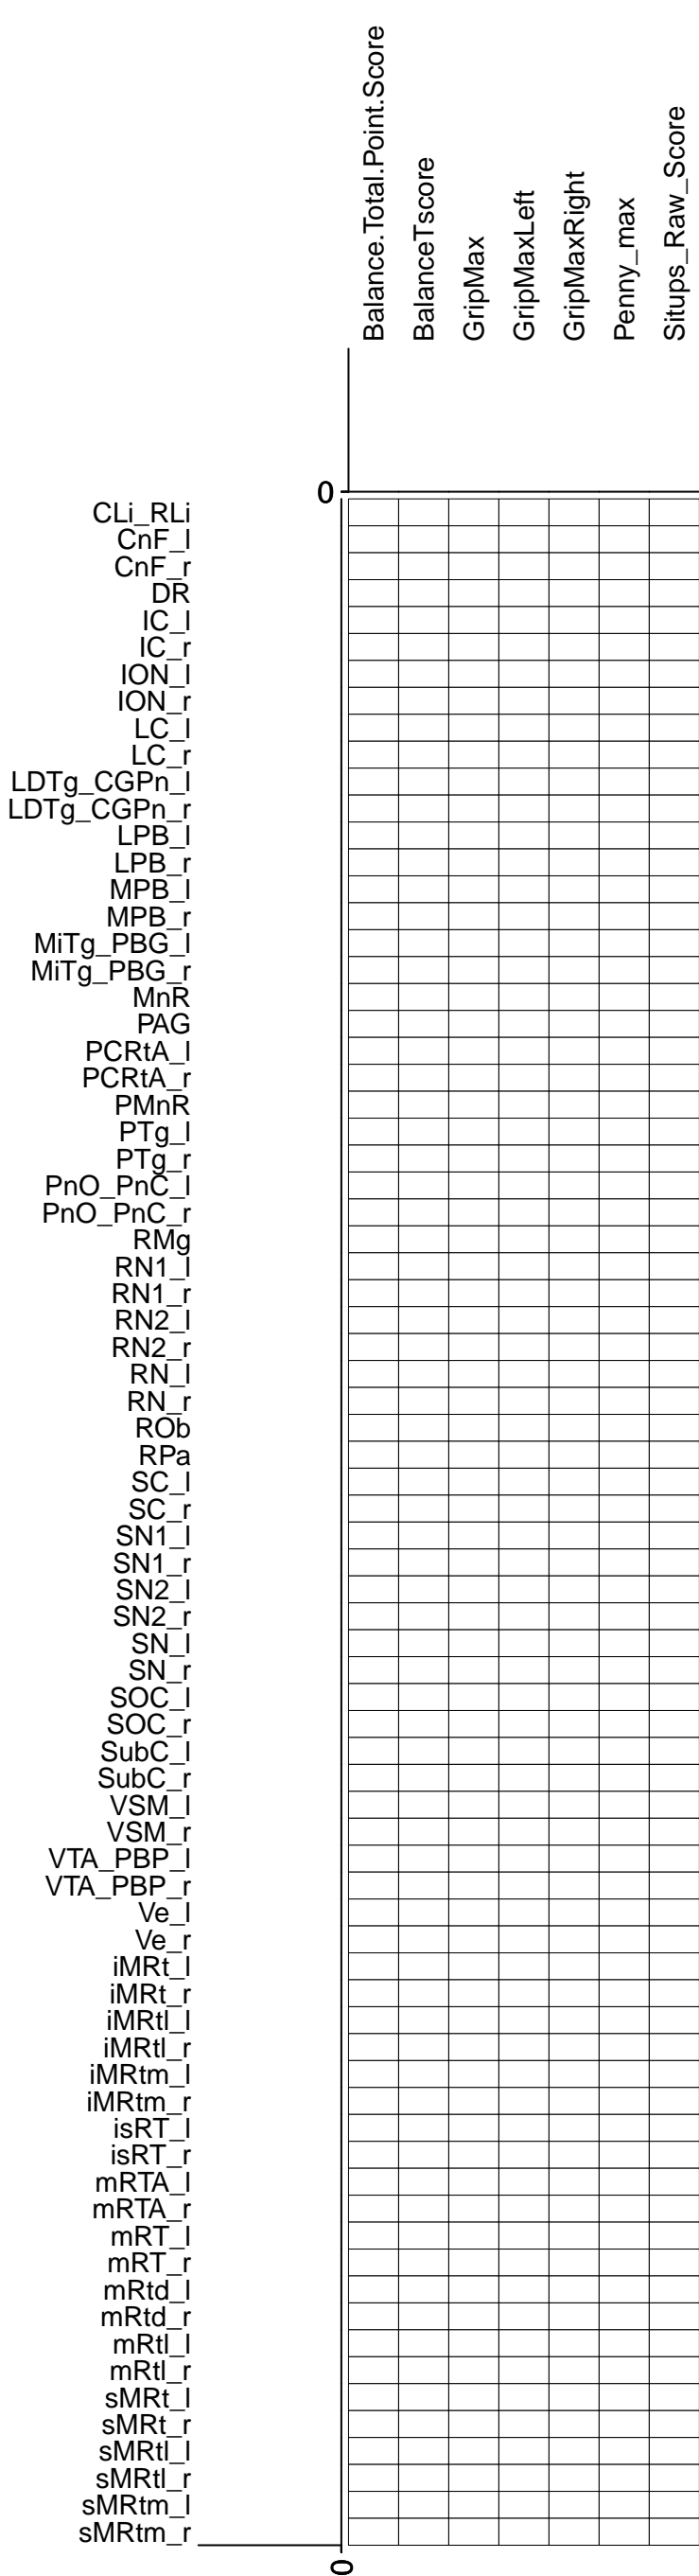 Balance.Total.Point.Score
BalanceTscore
GripMax
GripMaxLeft
GripMaxRight
Penny_max
Situps_Raw_Score
0
CLi_RLi
CnF_l
CnF_r
DR
IC_l
IC_r
ION_l
ION_r
LC_l
LC_r
LDTg_CGPn_l
LDTg_CGPn_r
LPB_l
LPB_r
MPB_l
MPB_r
MiTg_PBG_l
MiTg_PBG_r
MnR
PAG
PCRtA_l
PCRtA_r
PMnR
PTg_l
PTg_r
PnO_PnC_l
PnO_PnC_r
RMg
RN1_l
RN1_r
RN2_l
RN2_r
RN_l
RN_r
ROb
RPa
SC_l
SC_r
SN1_l
SN1_r
SN2_l
SN2_r
SN_l
SN_r
SOC_l
SOC_r
SubC_l
SubC_r
VSM_l
VSM_r
VTA_PBP_l
VTA_PBP_r
Ve_l
Ve_r
iMRt_l
iMRt_r
iMRtl_l
iMRtl_r
iMRtm_l
iMRtm_r
isRT_l
isRT_r
mRTA_l
mRTA_r
mRT_l
mRT_r
mRtd_l
mRtd_r
mRtl_l
mRtl_r
sMRt_l
sMRt_r
sMRtl_l
sMRtl_r
sMRtm_l
sMRtm_r
0